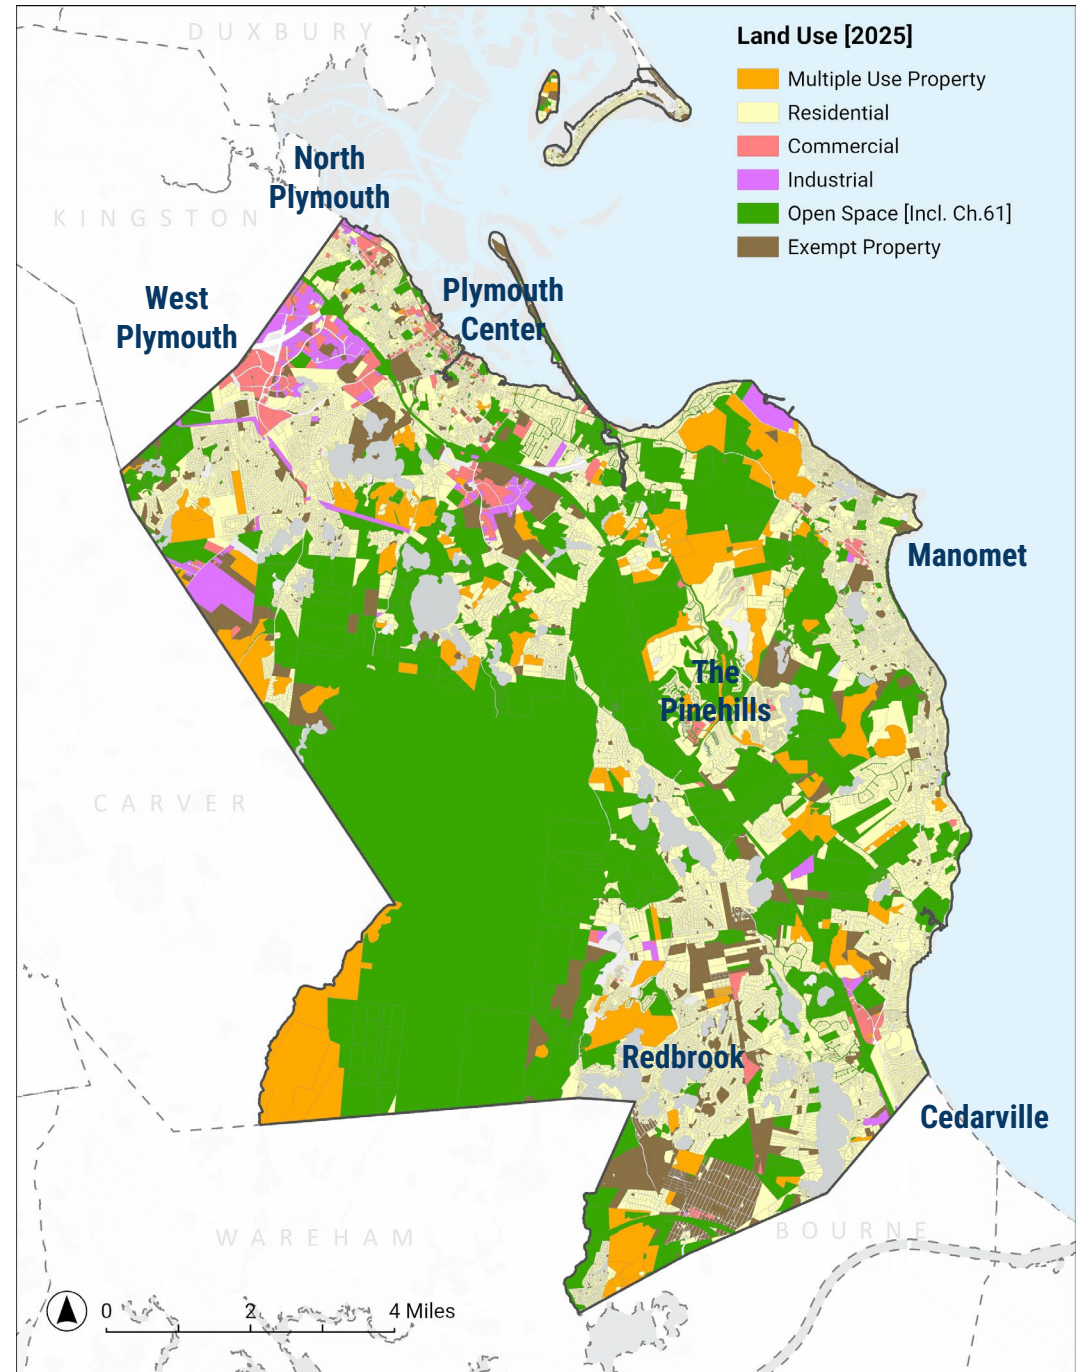 DUXBURY
Land Use [2025]
Multiple Use Property
Residential
Commercial
Industrial
Open Space [Incl. Ch.61]
Exempt Property
North
Plymouth
KINGSTON
West
Plymouth
Plymouth
Center
Manomet
The
Pinehills
CARVER
Redbrook
Cedarville
WAREHAM
BOURNE
0 2 4 Miles